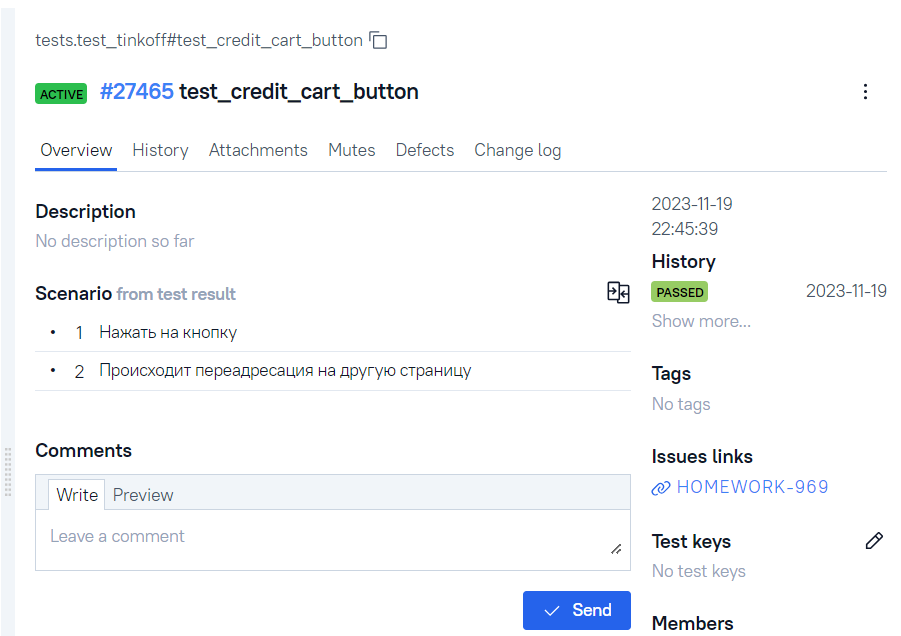 tests.test_tinkoff#test_credit_cart_button
ACTIVE #27465 test_credit_cart_button
Overview History Attachments Mutes Defects Change log
Description
No description so far
Scenario from test result
• 1 Нажать на кнопку
• 2 Происходит переадресация на другую страницу
Comments
Write Preview
Leave a comment
Send
2023-11-19
22:45:39
History
PASSED 2023-11-19
Show more...
Tags
No tags
Issues links
HOMEWORK-969
Test keys
No test keys
Members